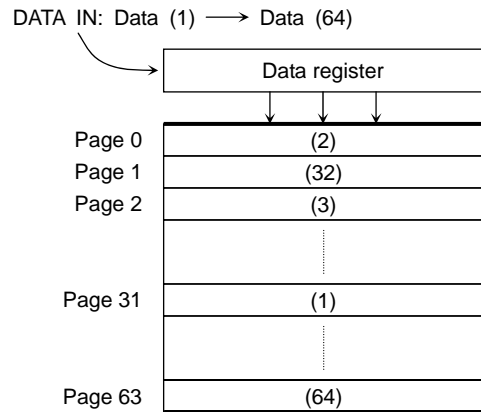 DATA IN: Data (1) Data (64)
Data register
Page 0 (2)
Page 1 (32)
Page 2 (3)
Page 31 (1)
Page 63 (64)